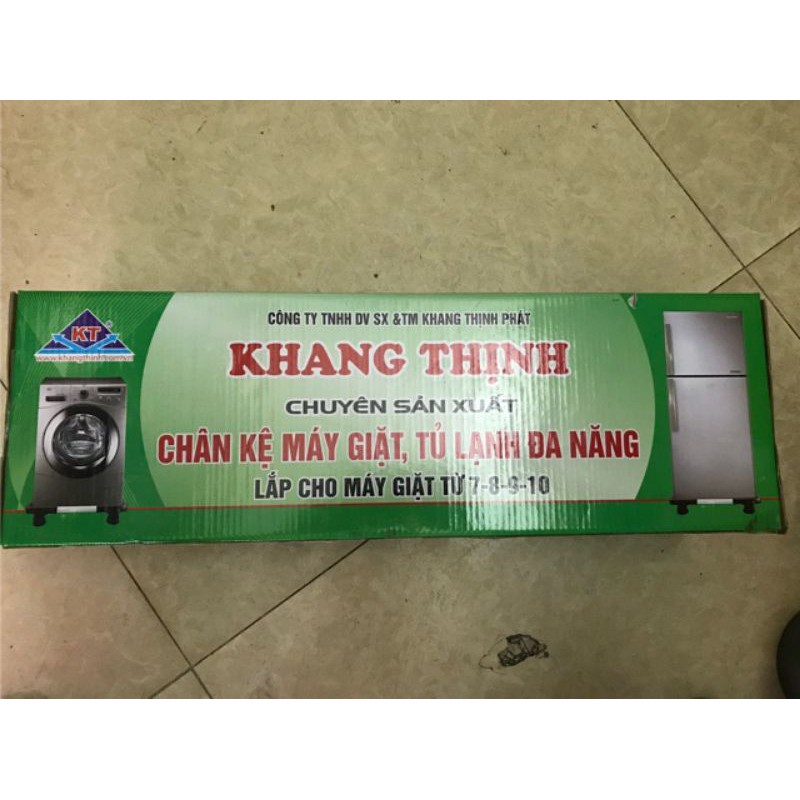 CÔNG TY TNHH DV SX &TM KHANG THỊNH PHÁT
KT
KHANG THỊNH
CHUYÊN SẢN XUẤT
CHÂN KỆ MÁY GIẶT, TỦ LẠNH ĐA NĂNG
LẮP CHO MÁY GIẶT TỪ 7-8-9-10